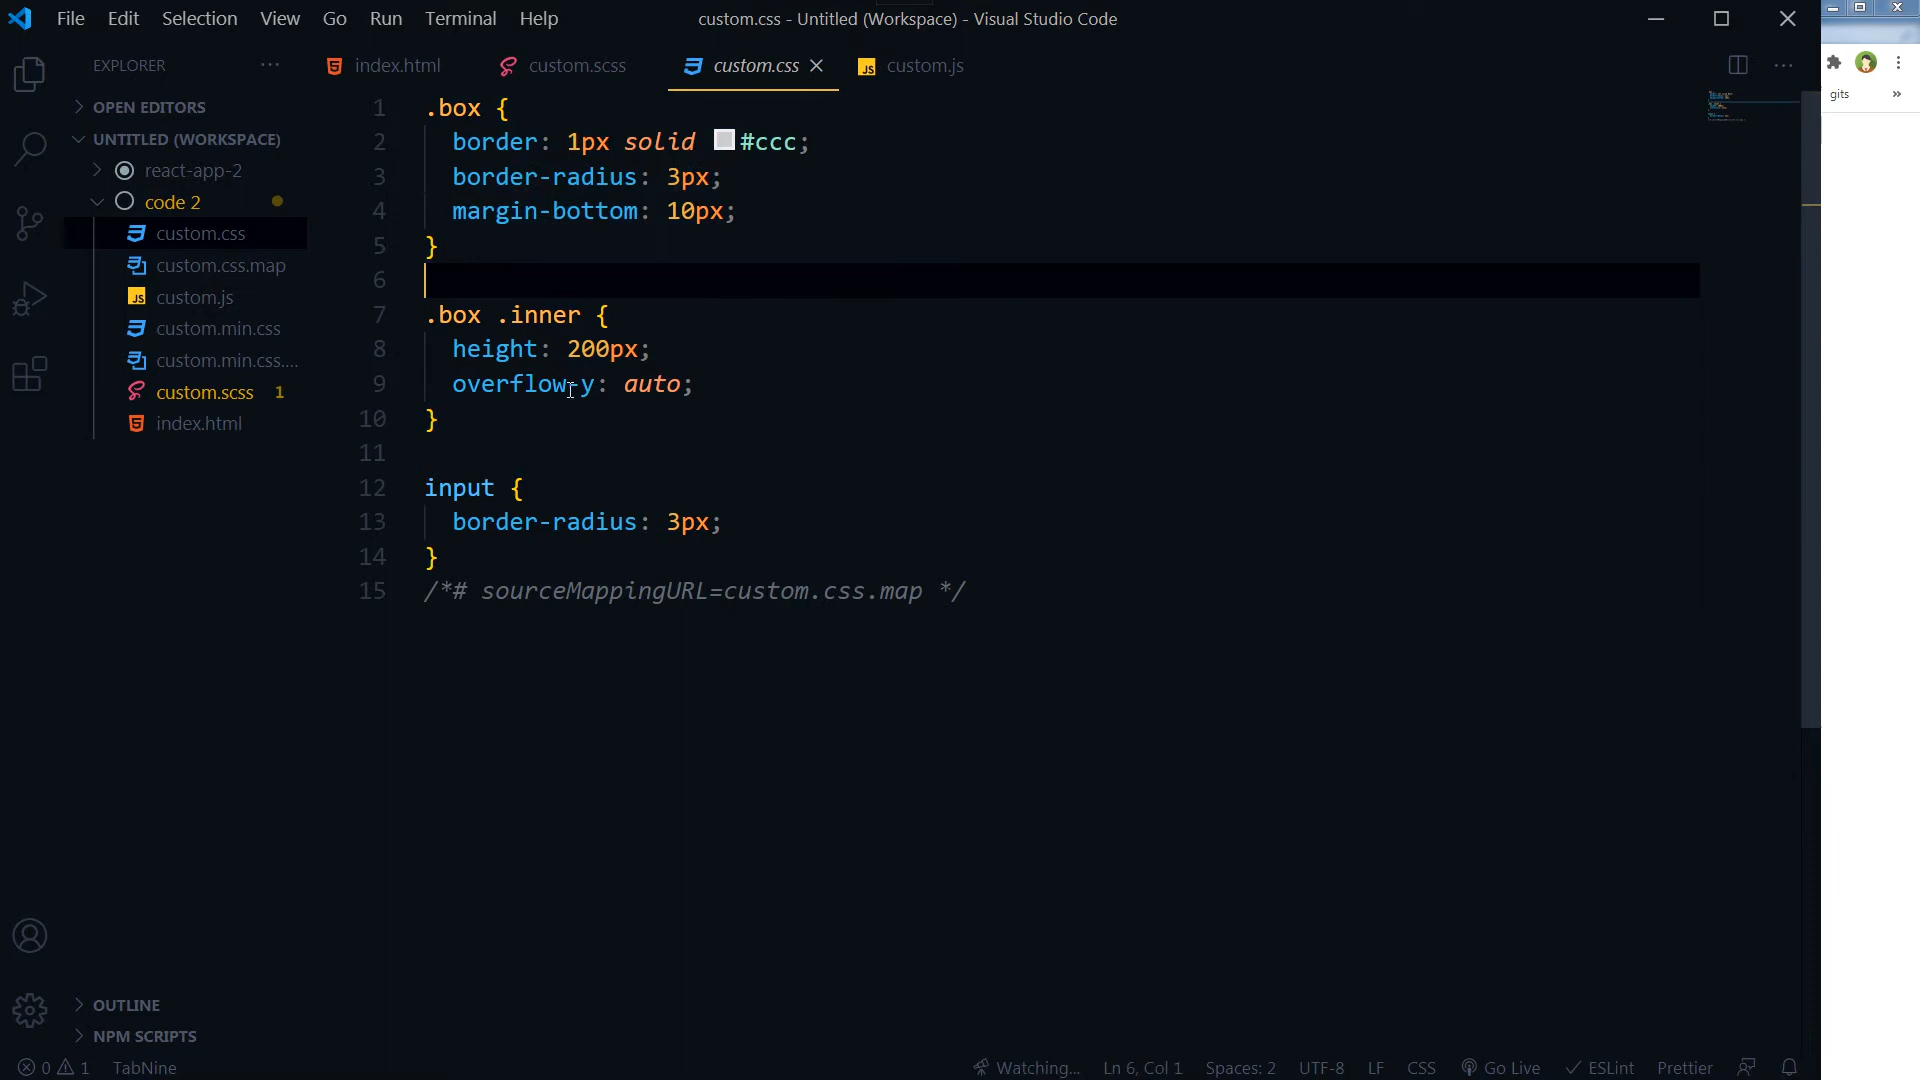 File Edit Selection View Go Run Terminal Help
custom.css - Untitled (Workspace) - Visual Studio Code
EXPLORER
index.html
custom.scss
custom.css
JS custom.js
gits
OPEN EDITORS
UNTITLED (WORKSPACE)
react-app-2
code 2
custom.css
custom.css.map
JS custom.js
custom.min.css
custom.min.css....
custom.scss 1
index.html
1 .box {
2 border: 1px solid #ccc;
3 border-radius: 3px;
4 margin-bottom: 10px;
5 }
6
7 .box .inner {
8 height: 200px;
9 overflow-y: auto;
10 }
11
12 input {
13 border-radius: 3px;
14 }
15 /*# sourceMappingURL=custom.css.map */
OUTLINE
NPM SCRIPTS
0 1 TabNine
Watching... Ln 6, Col 1 Spaces: 2 UTF-8 LF CSS Go Live ESLint Prettier